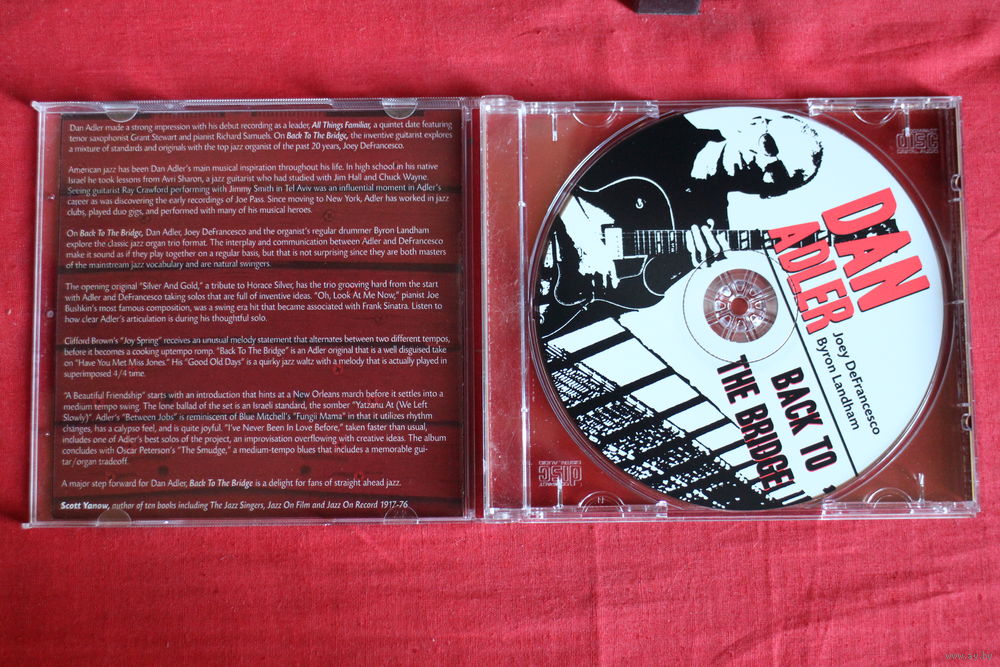 Dan Adler made a strong impression with his debut recording as a leader, All Things Familiar, a quintet date featuring
tenor saxophonist Grant Stewart and pianist Richard Samuels. On Back To The Bridge, the inventive guitarist explores
a mixture of standards and originals with the top jazz organist of the past 20 years, Joey DeFrancesco.
American jazz has been Dan Adler's main musical inspiration throughout his life. In high school in his native
Israel he took lessons from Avri Sharon, a jazz guitarist who had studied with Jim Hall and Chuck Wayne.
Seeing guitarist Ray Crawford performing with Jimmy Smith in Tel Aviv was an influential moment in Adler's
career as was discovering the early recordings of Joe Pass. Since moving to New York, Adler has worked in jazz
clubs, played duo gigs, and performed with many of his musical heroes.
On Back To The Bridge, Dan Adler, Joey DeFrancesco and the organist's regular drummer Byron Landham
explore the classic jazz organ trio format. The interplay and communication between Adler and DeFrancesco
make it sound as if they play together on a regular basis, but that is not surprising since they are both masters
of the mainstream jazz vocabulary and are natural swingers.
The opening original "Silver And Gold," a tribute to Horace Silver, has the trio grooving hard from the start
with Adler and DeFrancesco taking solos that are full of inventive ideas. "Oh, Look At Me Now," pianist Joe
Bushkin's most famous composition, was a swing era hit that became associated with Frank Sinatra. Listen to
how clear Adler's articulation is during his thoughtful solo.
Clifford Brown's "Joy Spring" receives an unusual melody statement that alternates between two different tempos,
before it becomes a cooking uptempo romp. "Back To The Bridge" is an Adler original that is a well disguised take
on "Have You Met Miss Jones." His "Good Old Days" is a quirky jazz waltz with a melody that is actually played in
superimposed 4/4 time.
"A Beautiful Friendship" starts with an introduction that hints at a New Orleans march before it settles into a
medium tempo swing. The lone ballad of the set is an Israeli standard, the somber "Yatzanu At (We Left
Slowly)". Adler's "Between Jobs" is reminiscent of Blue Mitchell's "Fungii Mama" in that it utilizes rhythm
changes, has a calypso feel, and is quite joyful. "I've Never Been In Love Before," taken faster than usual,
includes one of Adler's best solos of the project, an improvisation overflowing with creative ideas. The album
concludes with Oscar Peterson's "The Smudge," a medium-tempo blues that includes a memorable gui-
tar/organ tradeoff.
A major step forward for Dan Adler, Back To The Bridge is a delight for fans of straight ahead jazz.
Scott Yanow, author of ten books including The Jazz Singers, Jazz On Film and Jazz On Record 1917-76
DAN
ADLER
Joey DeFrancesco
Byron Landham
BACK TO
THE BRIDGE